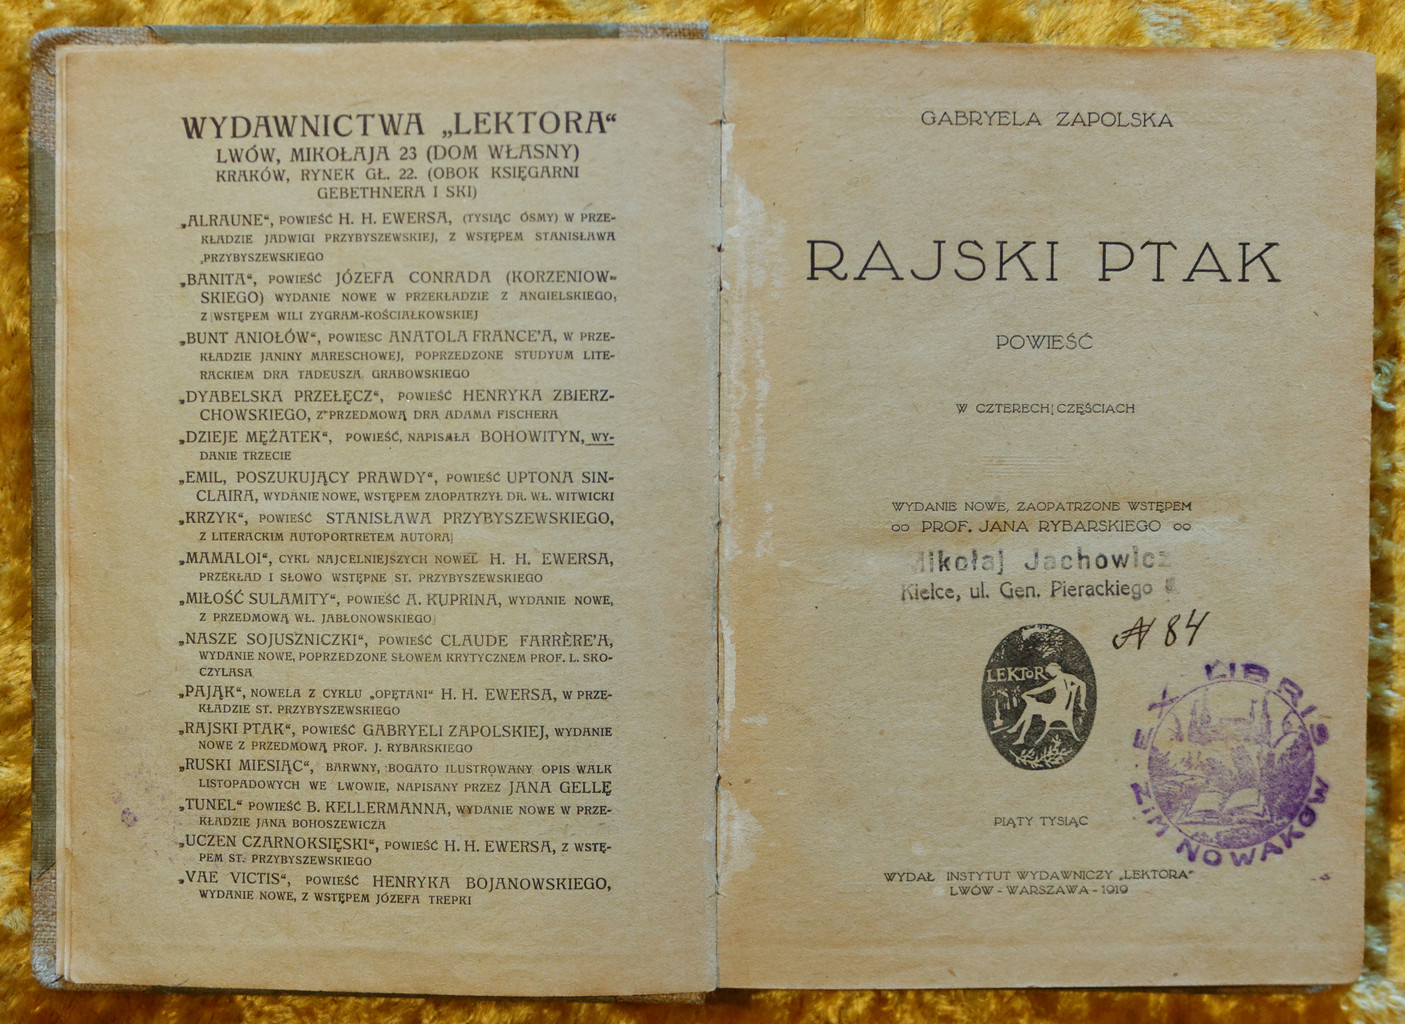 WYDAWNICTWA „LEKTORA“
LWÓW, MIKOŁAJA 23 (DOM WŁASNY)
KRAKÓW, RYNEK GŁ. 22. (OBOK KSIĘGARNI
GEBETHNERA I SKI)
„ALRAUNE“, POWIEŚĆ H. H. EWERSA, (TYSIĄC ÓSMY) W PRZE-
KŁADZIE JADWIGI PRZYBYSZEWSKIEJ, Z WSTĘPEM STANISŁAWA
PRZYBYSZEWSKIEGO
„BANITA“, POWIEŚĆ JÓZEFA CONRADA (KORZENIOW-
SKIEGO) WYDANIE NOWE W PRZEKŁADZIE Z ANGIELSKIEGO,
Z WSTĘPEM WILI ZYGRAM-KOŚCIAŁKOWSKIEJ
„BUNT ANIOŁÓW“, POWIESC ANATOLA FRANCE'A, W PRZE-
KŁADZIE JANINY MARESCHOWEJ, POPRZEDZONE STUDYUM LITE-
RACKIEM DRA TADEUSZA GRABOWSKIEGO
„DYABELSKA PRZEŁĘCZ“, POWIEŚĆ HENRYKA ZBIERZ-
CHOWSKIEGO, Z PRZEDMOWĄ DRA ADAMA FISCHERA
„DZIEJE MĘŻATEK“, POWIEŚĆ, NAPISAŁA BOHOWITYN, WY-
DANIE TRZECIE
„EMIL, POSZUKUJĄCY PRAWDY“, POWIEŚĆ UPTONA SIN-
CLAIRA, WYDANIE NOWE, WSTĘPEM ZAOPATRZYŁ DR. WŁ. WITWICKI
„KRZYK“, POWIEŚĆ STANISŁAWA PRZYBYSZEWSKIEGO,
Z LITERACKIM AUTOPORTRETEM AUTORA
„MAMALOI“, CYKL NAJCELNIEJSZYCH NOWEL H. H. EWERSA,
PRZEKŁAD I SŁOWO WSTĘPNE ST. PRZYBYSZEWSKIEGO
„MIŁOŚĆ SULAMITY“, POWIEŚĆ A. KUPRINA, WYDANIE NOWE,
Z PRZEDMOWĄ WŁ. JABŁONOWSKIEGO
„NASZE SOJUSZNICZKI“, POWIEŚĆ CLAUDE FARRÈRE'A,
WYDANIE NOWE, POPRZEDZONE SŁOWEM KRYTYCZNEM PROF. L. SKO-
CZYLASA
„PAJĄK“, NOWELA Z CYKLU „OPĘTANI“ H. H. EWERSA, W PRZE-
KŁADZIE ST. PRZYBYSZEWSKIEGO
„RAJSKI PTAK“, POWIEŚĆ GABRYELI ZAPOLSKIEJ, WYDANIE
NOWE Z PRZEDMOWĄ PROF. J. RYBARSKIEGO
„RUSKI MIESIĄC“, BARWNY, BOGATO ILUSTROWANY OPIS WALK
LISTOPADOWYCH WE LWOWIE, NAPISANY PRZEZ JANA GELLĘ
„TUNEL“ POWIEŚĆ B. KELLERMANNA, WYDANIE NOWE W PRZE-
KŁADZIE JANA BOHOSZEWICZA
„UCZEN CZARNOKSIĘSKI“, POWIEŚĆ H. H. EWERSA, Z WSTĘ-
PEM ST. PRZYBYSZEWSKIEGO
„VAE VICTIS“, POWIEŚĆ HENRYKA BOJANOWSKIEGO,
WYDANIE NOWE, Z WSTĘPEM JÓZEFA TREPKI
GABRYELA ZAPOLSKA
RAJSKI PTAK
POWIEŚĆ
W CZTERECH CZĘŚCIACH
WYDANIE NOWE, ZAOPATRZONE WSTĘPEM
PROF. JANA RYBARSKIEGO
Mikołaj Jachowicz
Kielce, ul. Gen. Pierackiego
№ 84
LEKTOR
EX LIBRIS
ZIM NOWAKÓW
PIĄTY TYSIĄC
WYDAŁ INSTYTUT WYDAWNICZY „LEKTORA“
LWÓW - WARSZAWA - 1919